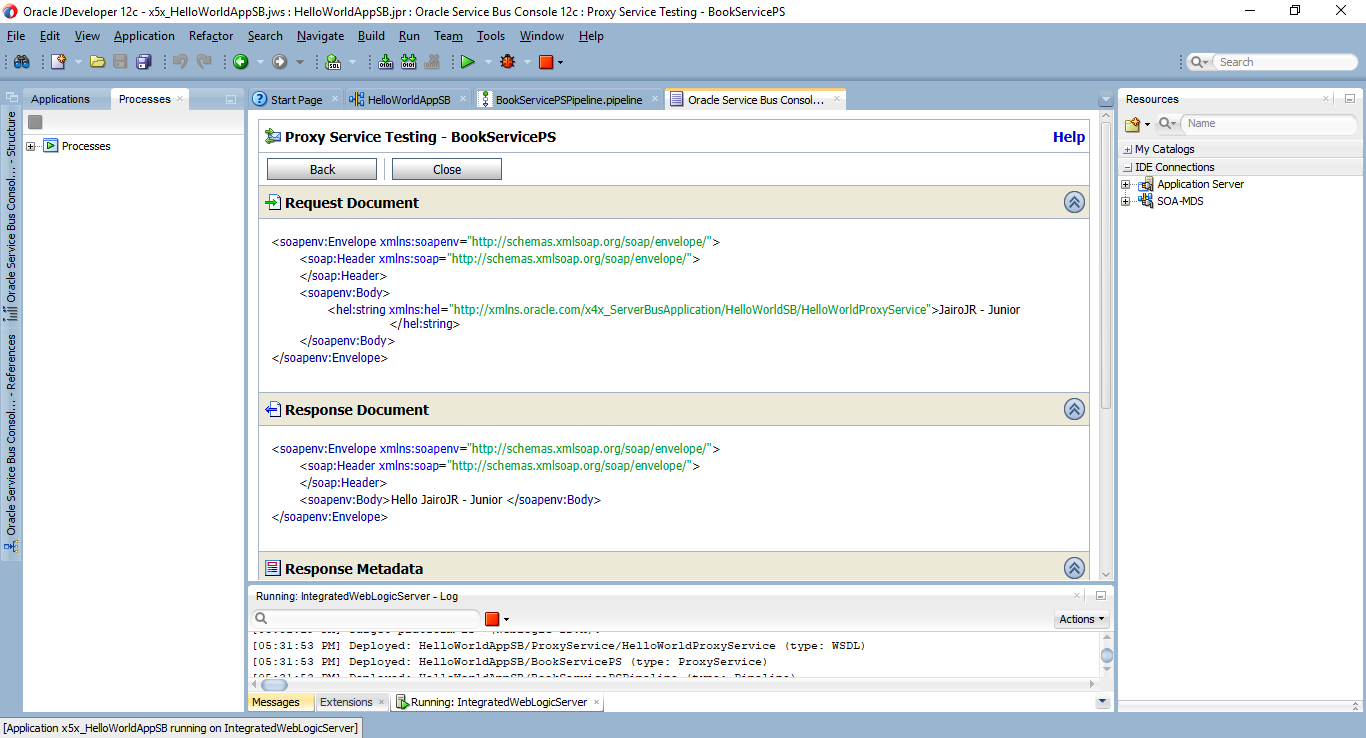 Oracle JDeveloper 12c - x5x_HelloWorldAppSB.jws : HelloWorldAppSB.jpr : Oracle Service Bus Console 12c : Proxy Service Testing - BookServicePS
File Edit View Application Refactor Search Navigate Build Run Team Tools Window Help
Search
Applications Processes
Start Page HelloWorldAppSB BookServicePSPipeline.pipeline Oracle Service Bus Consol...
Resources
Oracle Service Bus Consol... - Structure
Oracle Service Bus Consol... - References
Processes
Name
My Catalogs
IDE Connections
Application Server
SOA-MDS
Proxy Service Testing - BookServicePS
Help
Back Close
Request Document
<soapenv:Envelope xmlns:soapenv="http://schemas.xmlsoap.org/soap/envelope/">
<soap:Header xmlns:soap="http://schemas.xmlsoap.org/soap/envelope/">
</soap:Header>
<soapenv:Body>
<hel:string xmlns:hel="http://xmlns.oracle.com/x4x_ServerBusApplication/HelloWorldSB/HelloWorldProxyService">JairoJR - Junior
</hel:string>
</soapenv:Body>
</soapenv:Envelope>
Response Document
<soapenv:Envelope xmlns:soapenv="http://schemas.xmlsoap.org/soap/envelope/">
<soap:Header xmlns:soap="http://schemas.xmlsoap.org/soap/envelope/">
</soap:Header>
<soapenv:Body>Hello JairoJR - Junior </soapenv:Body>
</soapenv:Envelope>
Response Metadata
Running: IntegratedWebLogicServer - Log
Actions
[05:31:53 PM] Deployed: HelloWorldAppSB/ProxyService/HelloWorldProxyService (type: WSDL)
[05:31:53 PM] Deployed: HelloWorldAppSB/BookServicePS (type: ProxyService)
[05:31:53 PM] Deployed: HelloWorldAppSB/BookServicePSPipeline (type: Pipeline)
Messages Extensions Running: IntegratedWebLogicServer
[Application x5x_HelloWorldAppSB running on IntegratedWebLogicServer]